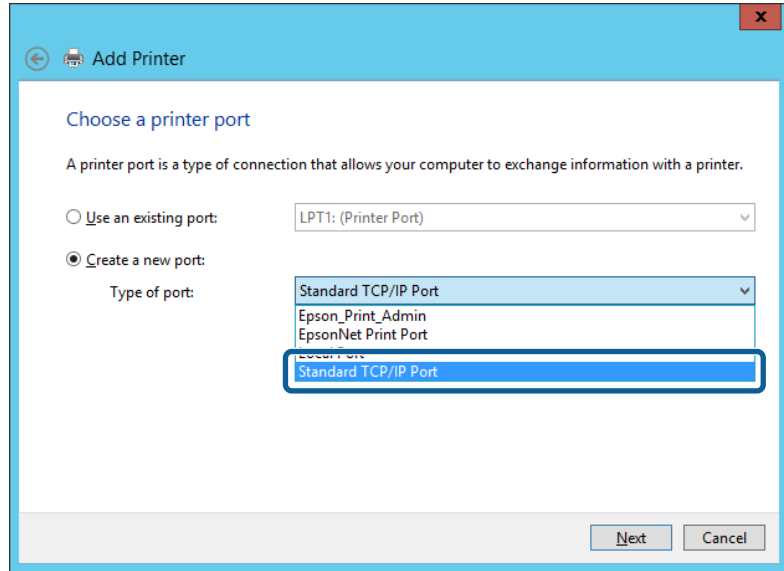 x
Add Printer
Choose a printer port
A printer port is a type of connection that allows your computer to exchange information with a printer.
Use an existing port:
LPT1: (Printer Port)
Create a new port:
Type of port:
Standard TCP/IP Port
Epson_Print_Admin
EpsonNet Print Port
Local Port
Standard TCP/IP Port
Next
Cancel